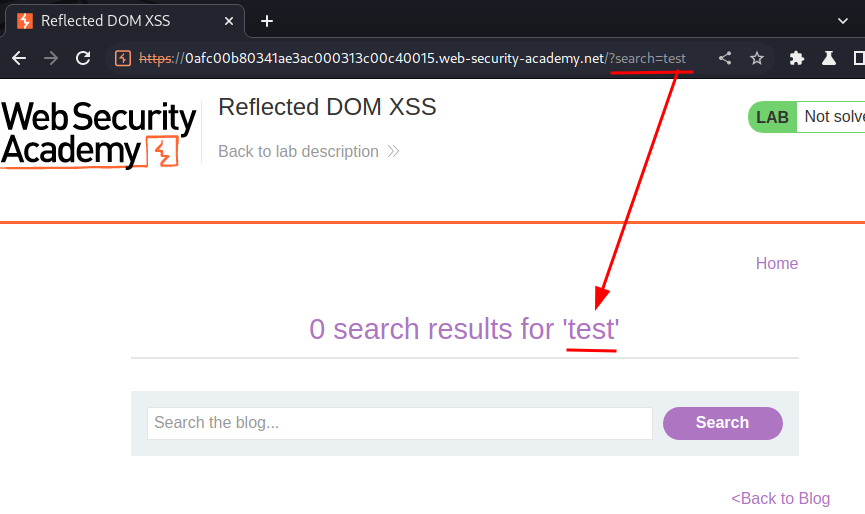 Reflected DOM XSS
https://0afc00b80341ae3ac000313c00c40015.web-security-academy.net/?search=test
Web Security
Academy
Reflected DOM XSS
Back to lab description
LAB Not solve
Home
0 search results for 'test'
Search the blog...
Search
<Back to Blog